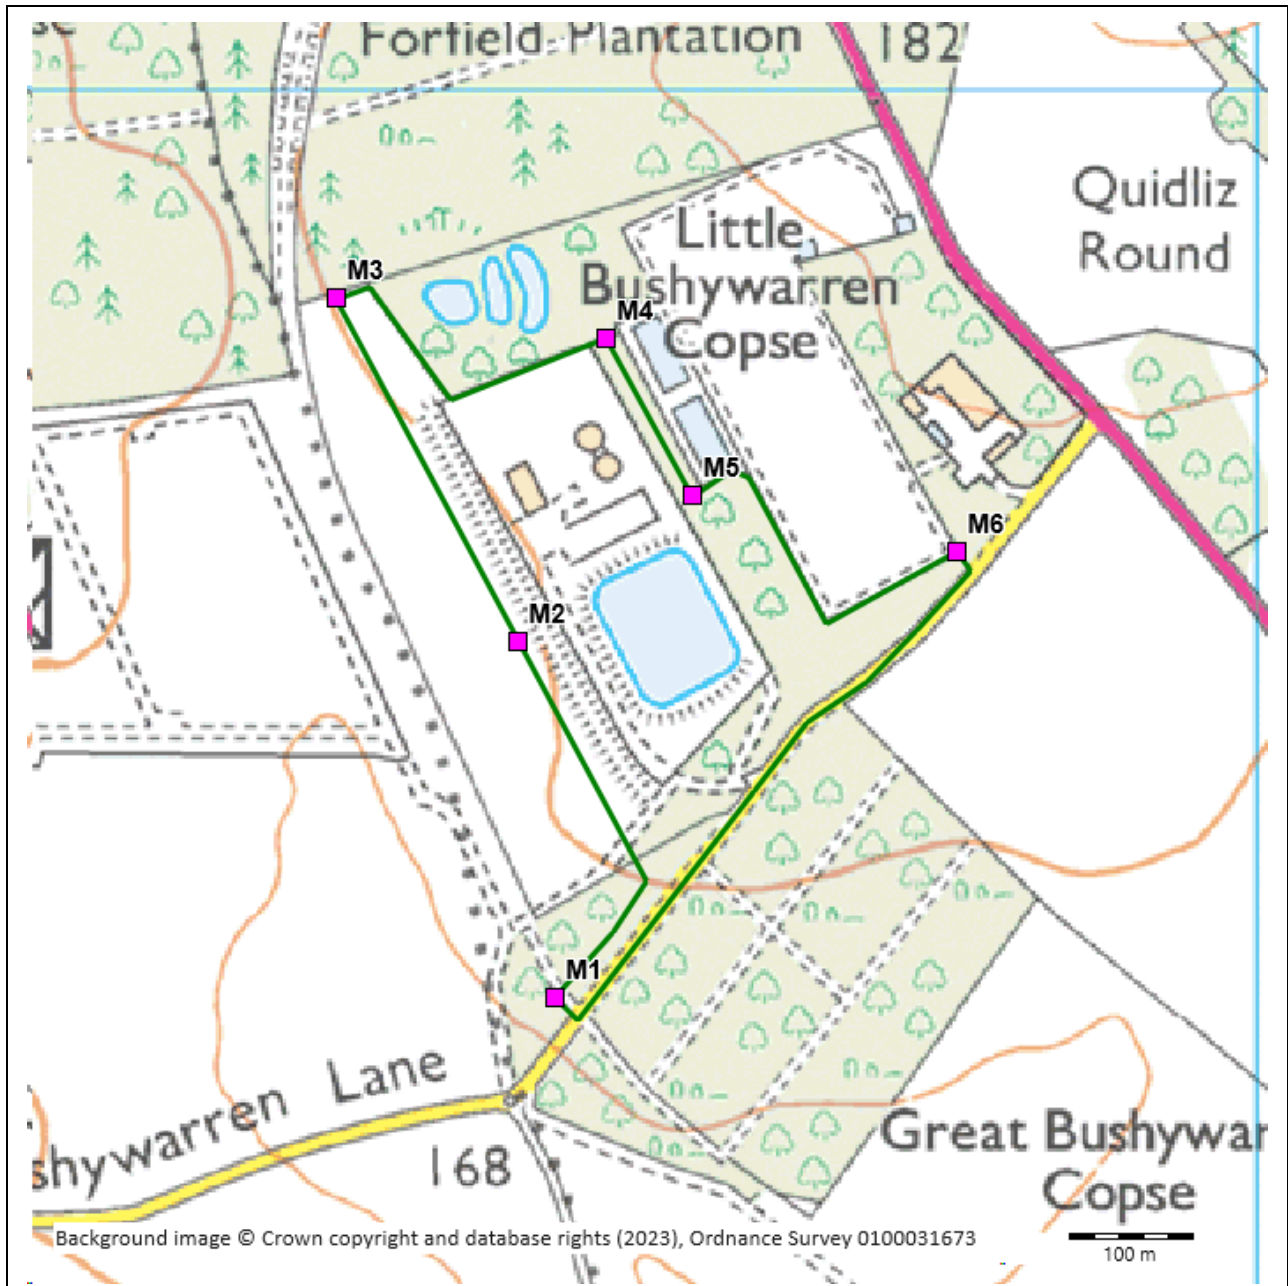 Forfield Plantation
182
Quidliz
Round
Little
Bushywarren
Copse
M3
M4
M5
M6
M2
M1
shywarren Lane
168
Great Bushywar
Copse
Background image © Crown copyright and database rights (2023), Ordnance Survey 0100031673
100 m